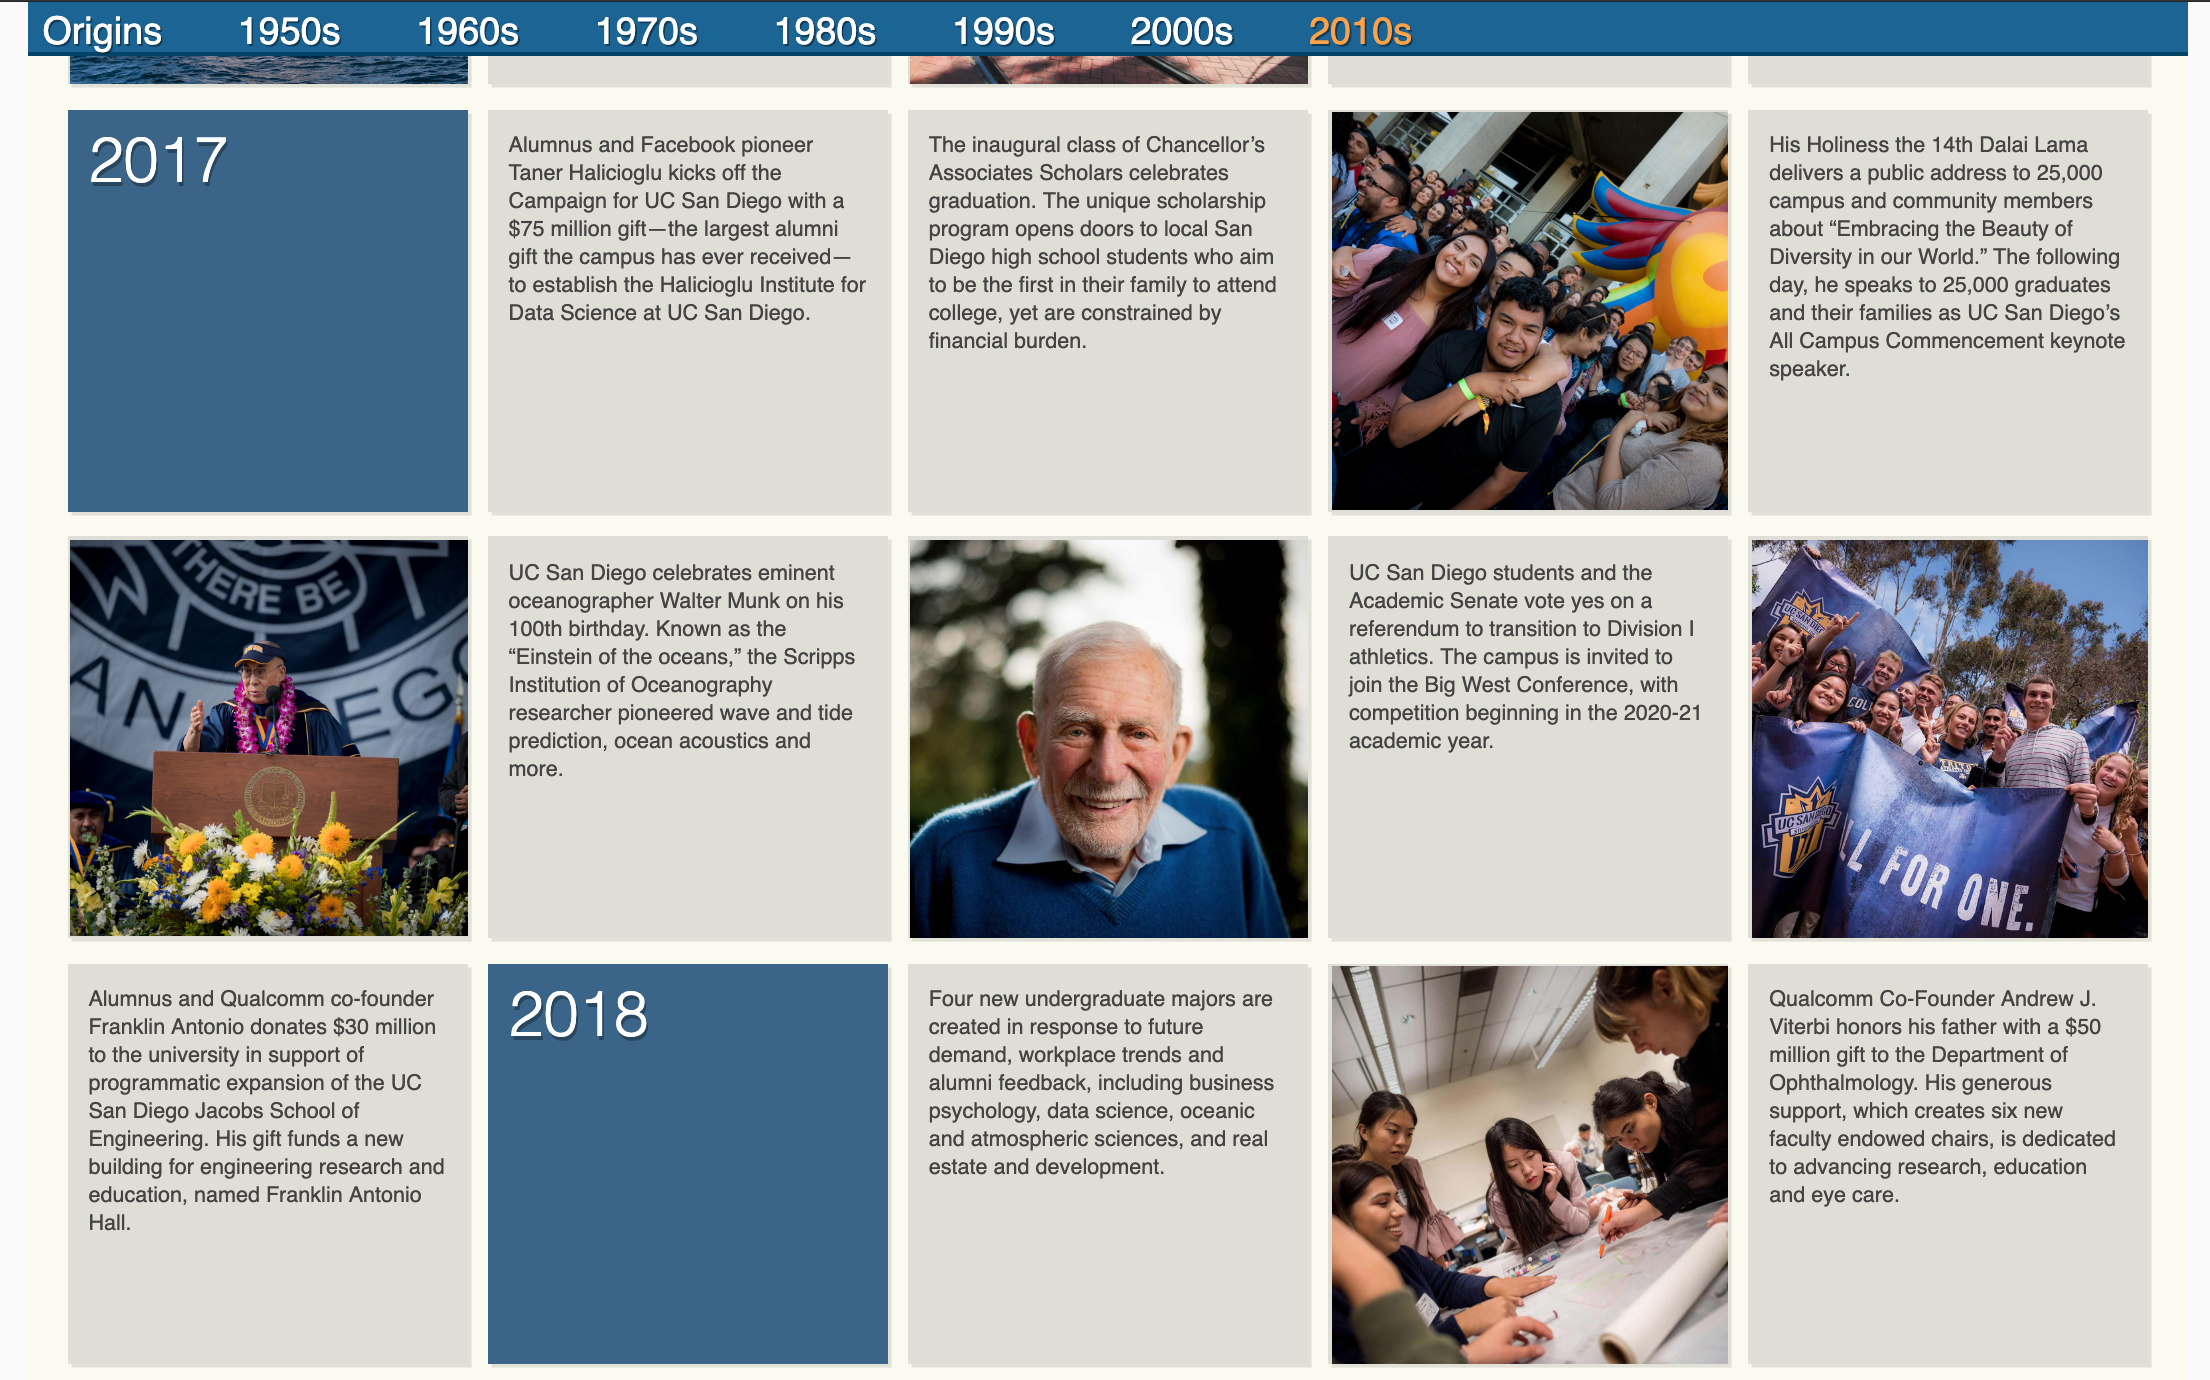 Origins 1950s 1960s 1970s 1980s 1990s 2000s 2010s
2017
Alumnus and Facebook pioneer
Taner Halicioglu kicks off the
Campaign for UC San Diego with a
$75 million gift—the largest alumni
gift the campus has ever received—
to establish the Halicioglu Institute for
Data Science at UC San Diego.
The inaugural class of Chancellor’s
Associates Scholars celebrates
graduation. The unique scholarship
program opens doors to local San
Diego high school students who aim
to be the first in their family to attend
college, yet are constrained by
financial burden.
His Holiness the 14th Dalai Lama
delivers a public address to 25,000
campus and community members
about “Embracing the Beauty of
Diversity in our World.” The following
day, he speaks to 25,000 graduates
and their families as UC San Diego’s
All Campus Commencement keynote
speaker.
THERE BE
AN DIEGO
UC San Diego celebrates eminent
oceanographer Walter Munk on his
100th birthday. Known as the
“Einstein of the oceans,” the Scripps
Institution of Oceanography
researcher pioneered wave and tide
prediction, ocean acoustics and
more.
UC San Diego students and the
Academic Senate vote yes on a
referendum to transition to Division I
athletics. The campus is invited to
join the Big West Conference, with
competition beginning in the 2020-21
academic year.
UC SAN DIEGO
LL FOR ONE.
Alumnus and Qualcomm co-founder
Franklin Antonio donates $30 million
to the university in support of
programmatic expansion of the UC
San Diego Jacobs School of
Engineering. His gift funds a new
building for engineering research and
education, named Franklin Antonio
Hall.
2018
Four new undergraduate majors are
created in response to future
demand, workplace trends and
alumni feedback, including business
psychology, data science, oceanic
and atmospheric sciences, and real
estate and development.
Qualcomm Co-Founder Andrew J.
Viterbi honors his father with a $50
million gift to the Department of
Ophthalmology. His generous
support, which creates six new
faculty endowed chairs, is dedicated
to advancing research, education
and eye care.